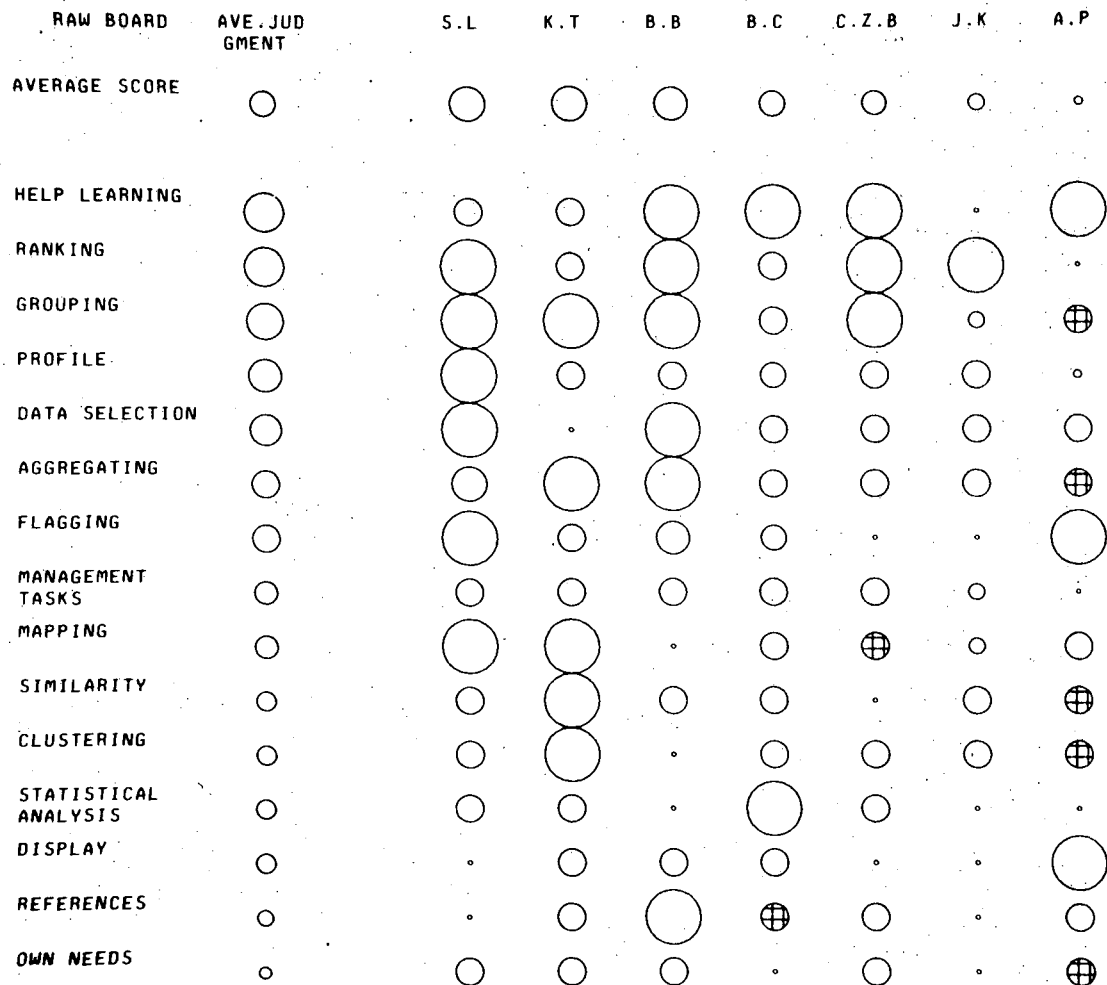 RAW BOARD AVE.JUD S.L K.T B.B B.C C.Z.B J.K A.P
GMENT
AVERAGE SCORE
HELP LEARNING
RANKING
GROUPING
PROFILE
DATA SELECTION
AGGREGATING
FLAGGING
MANAGEMENT
TASKS
MAPPING
SIMILARITY
CLUSTERING
STATISTICAL
ANALYSIS
DISPLAY
REFERENCES
OWN NEEDS